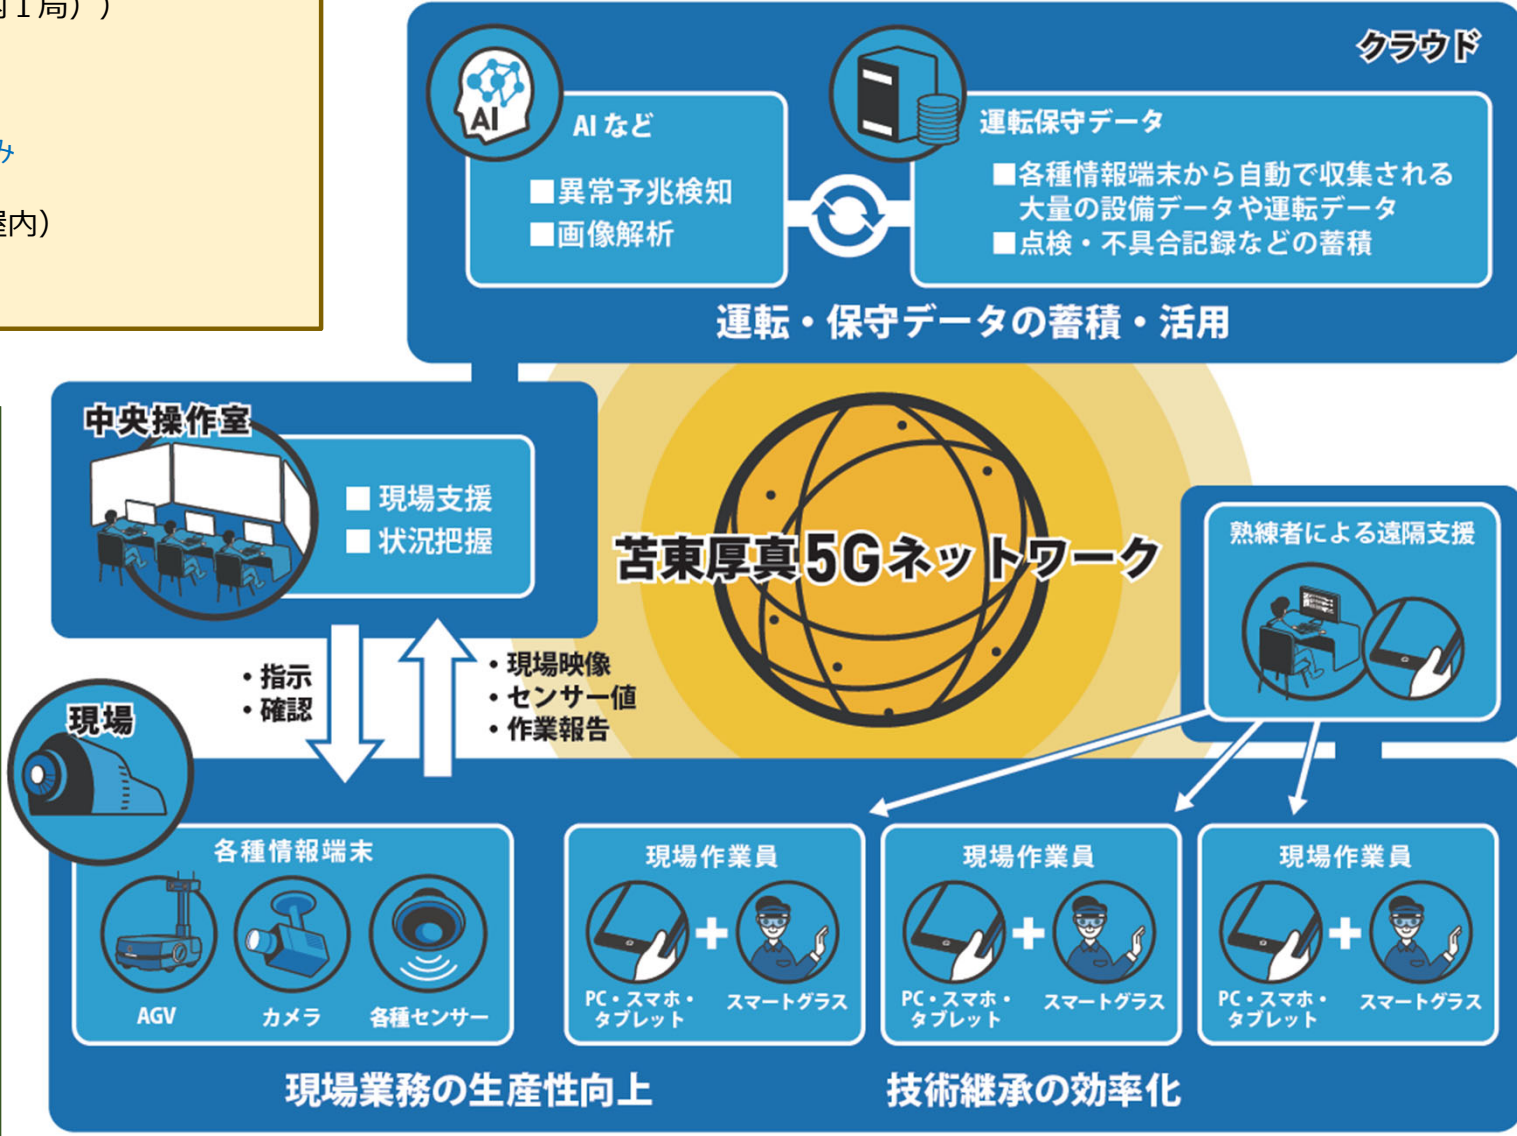 １局））
み
屋内）
クラウド
AI
AIなど
■異常予兆検知
■画像解析
運転保守データ
■各種情報端末から自動で収集される
大量の設備データや運転データ
■点検・不具合記録などの蓄積
運転・保守データの蓄積・活用
中央操作室
■現場支援
■状況把握
苫東厚真5Gネットワーク
熟練者による遠隔支援
・指示
・確認
・現場映像
・センサー値
・作業報告
現場
各種情報端末
AGV
カメラ
各種センサー
現場作業員
PC・スマホ・
タブレット
スマートグラス
現場作業員
PC・スマホ・
タブレット
スマートグラス
現場作業員
PC・スマホ・
タブレット
スマートグラス
現場業務の生産性向上
技術継承の効率化